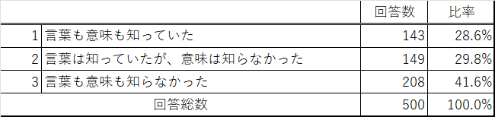 回答数 比率
1 言葉も意味も知っていた 143 28.6%
2 言葉は知っていたが、意味は知らなかった 149 29.8%
3 言葉も意味も知らなかった 208 41.6%
回答総数 500 100.0%